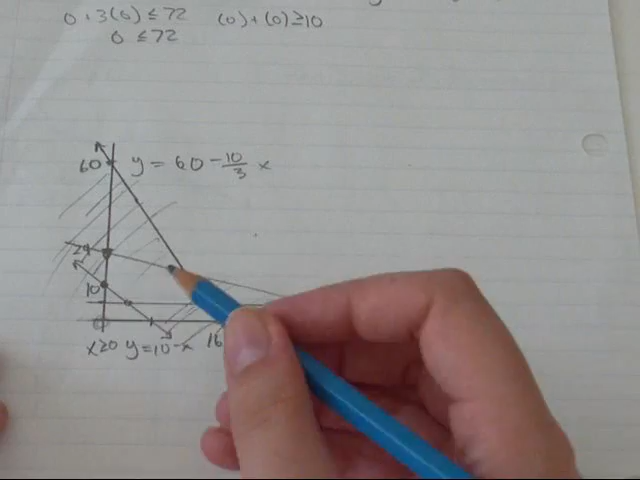 0 + 3(0) ≤ 72 (0) + (0) ≥ 10
0 ≤ 72
60 y = 60 - 10/3 x
24
10
x≥0 y = 10 - x 16